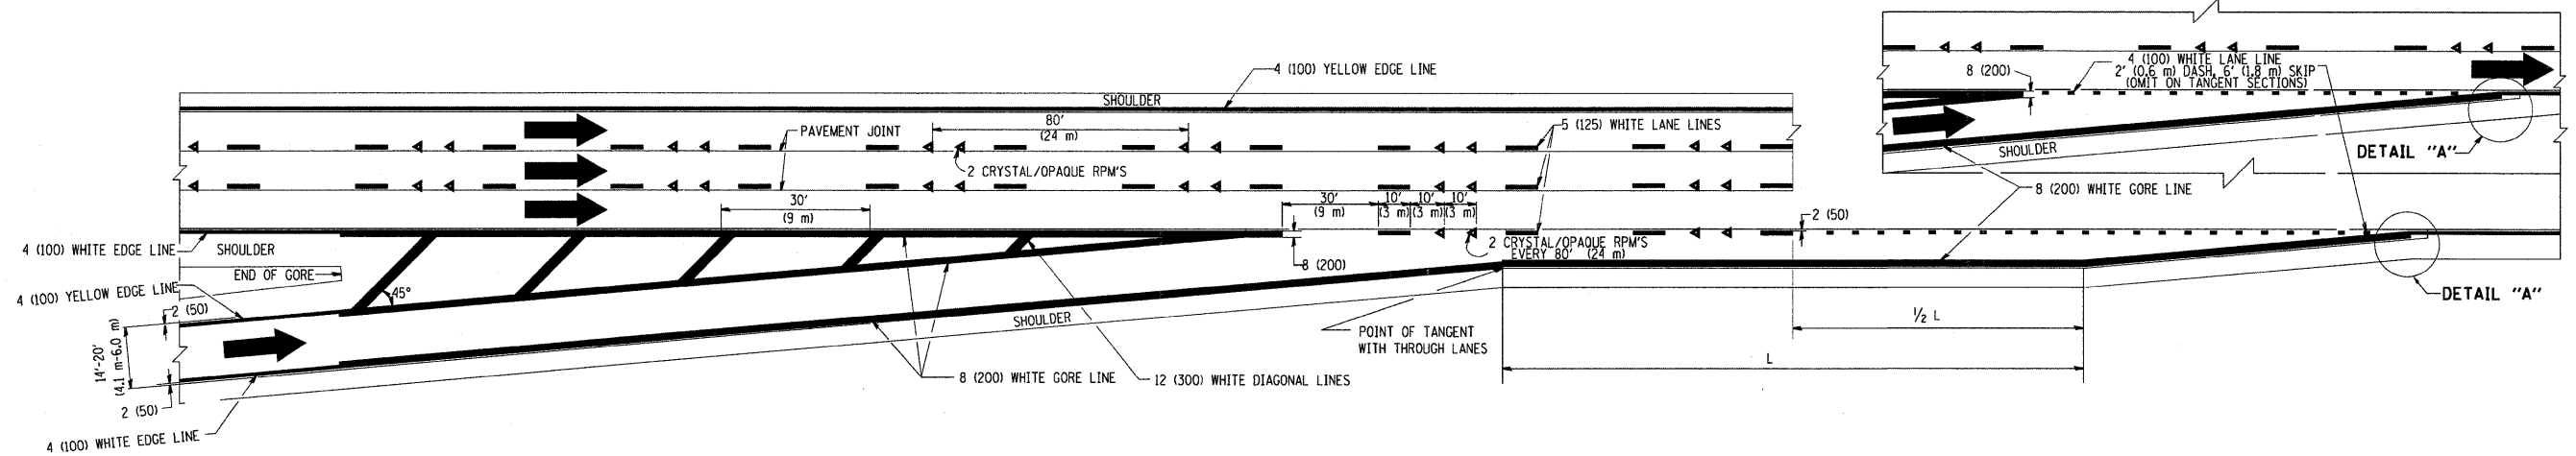 4 (100) YELLOW EDGE LINE
SHOULDER
80'
(24 m)
PAVEMENT JOINT
5 (125) WHITE LANE LINES
2 CRYSTAL/OPAQUE RPM'S
30'
(9 m)
30'
(9 m)
10'
(3 m)
10'
(3 m)
10'
(3 m)
4 (100) WHITE EDGE LINE
SHOULDER
END OF GORE
4 (100) YELLOW EDGE LINE
2 (50)
45°
14'-20'
(4.1 m-6.0 m)
2 (50)
4 (100) WHITE EDGE LINE
8 (200)
2 CRYSTAL/OPAQUE RPM'S
EVERY 80' (24 m)
SHOULDER
8 (200) WHITE GORE LINE
12 (300) WHITE DIAGONAL LINES
POINT OF TANGENT
WITH THROUGH LANES
1/2 L
L
2 (50)
8 (200)
4 (100) WHITE LANE LINE
2' (0.6 m) DASH, 6' (1.8 m) SKIP
(OMIT ON TANGENT SECTIONS)
SHOULDER
DETAIL "A"
8 (200) WHITE GORE LINE
DETAIL "A"